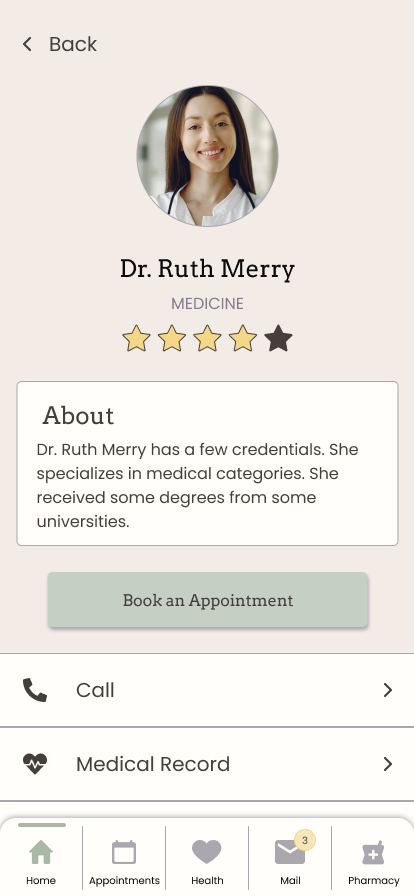 Back
Dr. Ruth Merry
MEDICINE
About
Dr. Ruth Merry has a few credentials. She
specializes in medical categories. She
received some degrees from some
universities.
Book an Appointment
Call
Medical Record
3
Home
Appointments
Health
Mail
Pharmacy